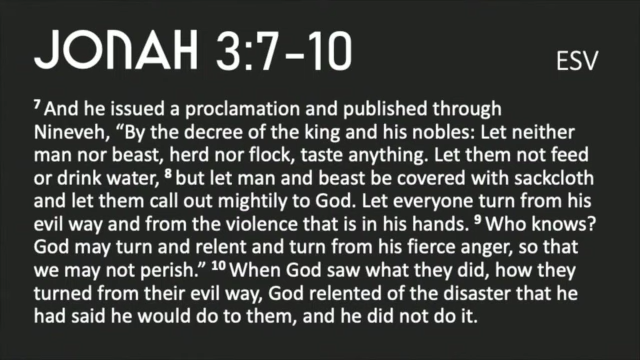 JONAH 3:7-10
ESV
⁷ And he issued a proclamation and published through
Nineveh, “By the decree of the king and his nobles: Let neither
man nor beast, herd nor flock, taste anything. Let them not feed
or drink water, ⁸ but let man and beast be covered with sackcloth
and let them call out mightily to God. Let everyone turn from his
evil way and from the violence that is in his hands. ⁹ Who knows?
God may turn and relent and turn from his fierce anger, so that
we may not perish.” ¹⁰ When God saw what they did, how they
turned from their evil way, God relented of the disaster that he
had said he would do to them, and he did not do it.